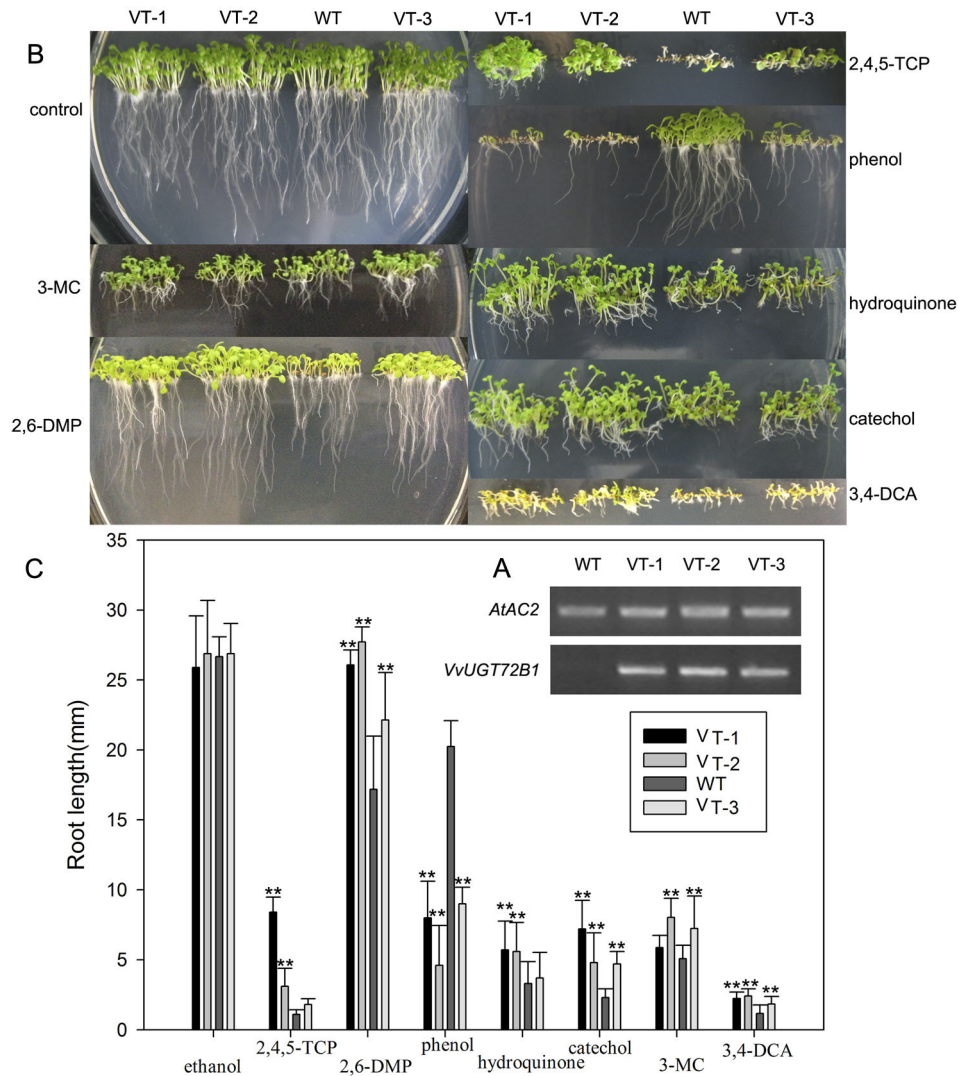 VT-1 VT-2 WT VT-3 VT-1 VT-2 WT VT-3
B
control
2,4,5-TCP
phenol
3-MC
hydroquinone
2,6-DMP
catechol
3,4-DCA
C
A
WT VT-1 VT-2 VT-3
AtAC2
VvUGT72B1
VT-1
VT-2
WT
VT-3
Root length(mm)
35
30
25
20
15
10
5
0
** ** ** ** ** ** ** ** ** ** ** ** ** ** ** ** ** **
ethanol
2,4,5-TCP
2,6-DMP
phenol
hydroquinone
catechol
3-MC
3,4-DCA